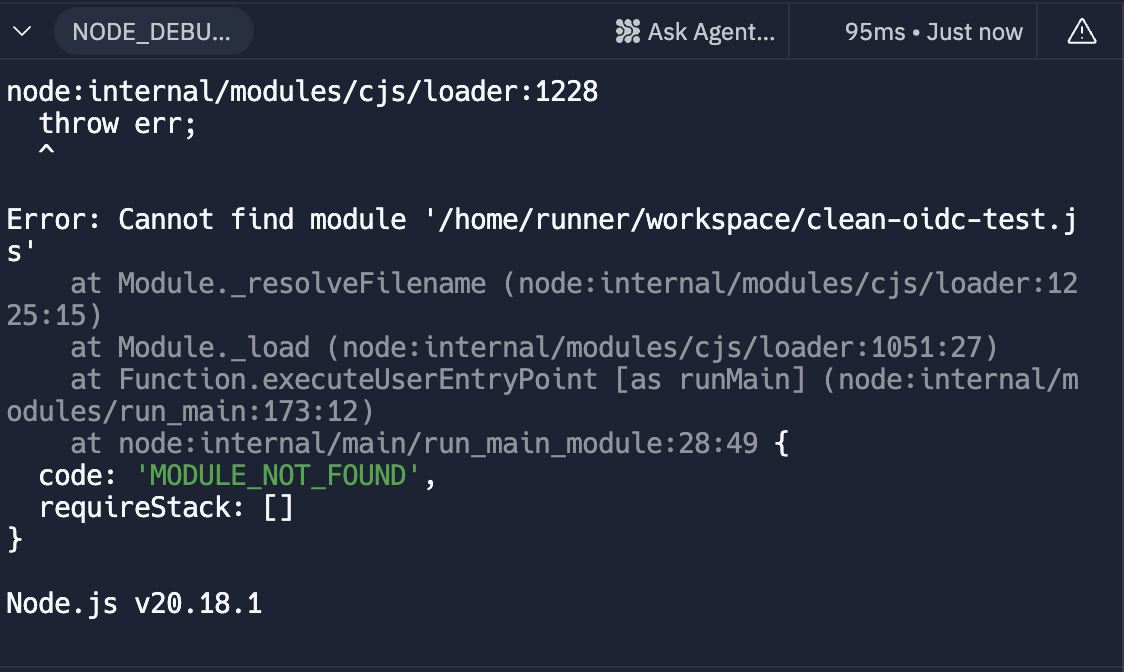 NODE_DEBU...
Ask Agent...
95ms • Just now
node:internal/modules/cjs/loader:1228
  throw err;
  ^
Error: Cannot find module '/home/runner/workspace/clean-oidc-test.j
s'
    at Module._resolveFilename (node:internal/modules/cjs/loader:12
25:15)
    at Module._load (node:internal/modules/cjs/loader:1051:27)
    at Function.executeUserEntryPoint [as runMain] (node:internal/m
odules/run_main:173:12)
    at node:internal/main/run_main_module:28:49 {
  code: 'MODULE_NOT_FOUND',
  requireStack: []
}
Node.js v20.18.1